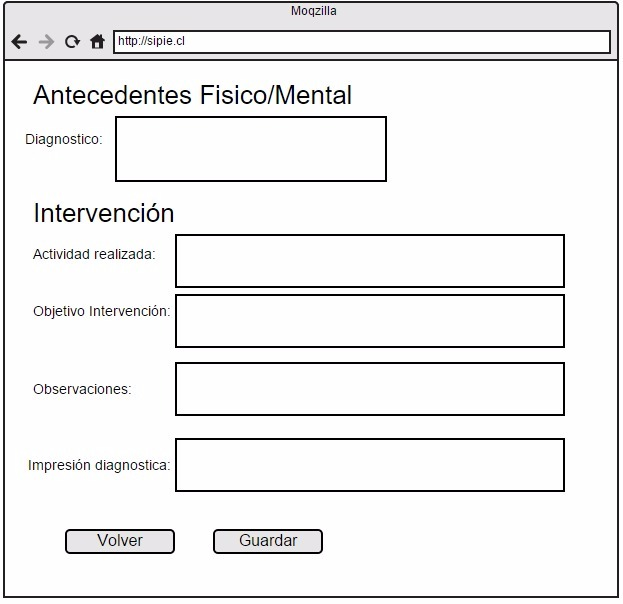 Moqzilla
http://sipie.cl
Antecedentes Fisico/Mental
Diagnostico:
Intervención
Actividad realizada:
Objetivo Intervención:
Observaciones:
Impresión diagnostica:
Volver Guardar